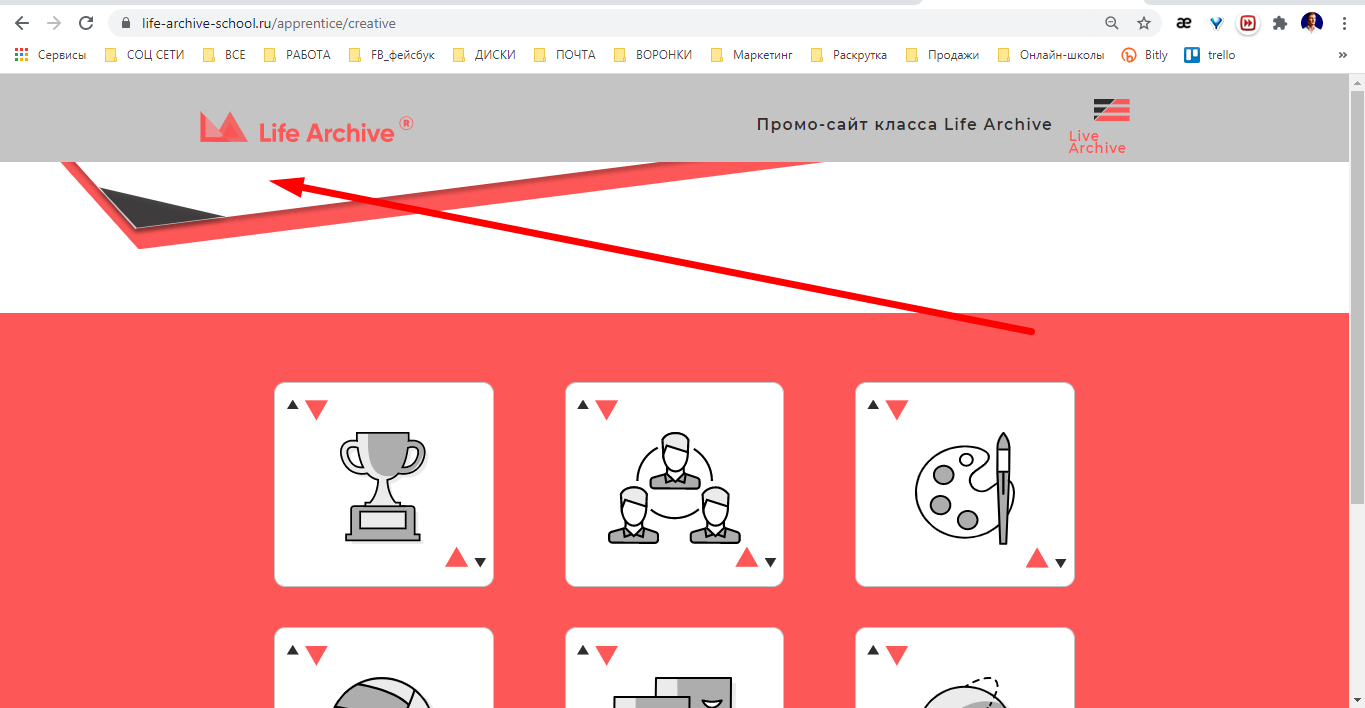 life-archive-school.ru/apprentice/creative
Сервисы СОЦ СЕТИ ВСЕ РАБОТА FB_фейсбук ДИСКИ ПОЧТА ВОРОНКИ Маркетинг Раскрутка Продажи Онлайн-школы Bitly trello
Life Archive ®
Промо-сайт класса Life Archive
Live
Archive